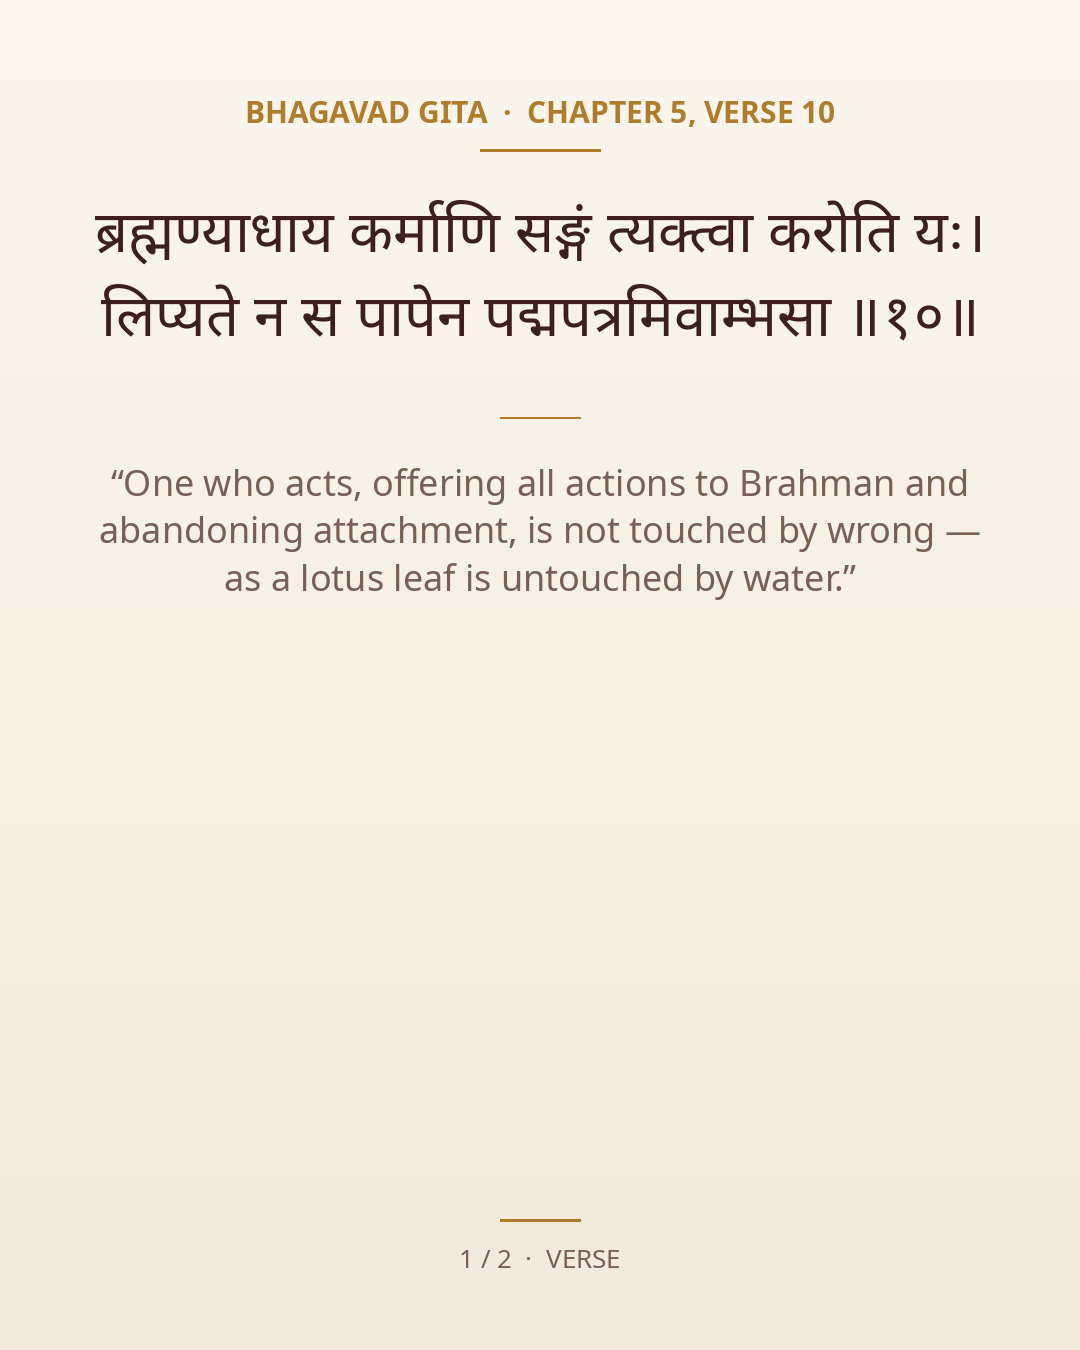 BHAGAVAD GITA · CHAPTER 5, VERSE 10
ब्रह्मण्याधाय कर्माणि सङ्गं त्यक्त्वा करोति यः।
लिप्यते न स पापेन पद्मपत्रमिवाम्भसा ॥१०॥
“One who acts, offering all actions to Brahman and
abandoning attachment, is not touched by wrong —
as a lotus leaf is untouched by water.”
1 / 2 · VERSE